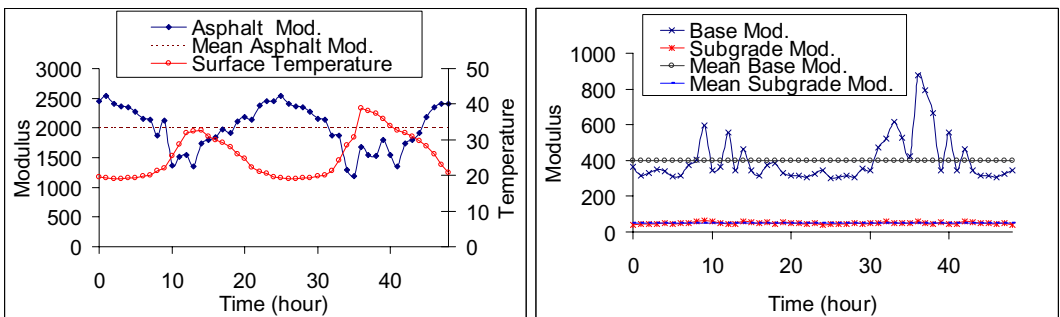 Asphalt Mod.
Mean Asphalt Mod.
Surface Temperature
3000
2500
2000
1500
1000
500
0
50
40
30
20
10
0
Modulus
Temperature
0 10 20 30 40
Time (hour)
Base Mod.
Subgrade Mod.
Mean Base Mod.
Mean Subgrade Mod.
1000
800
600
400
200
0
Modulus
0 10 20 30 40
Time (hour)